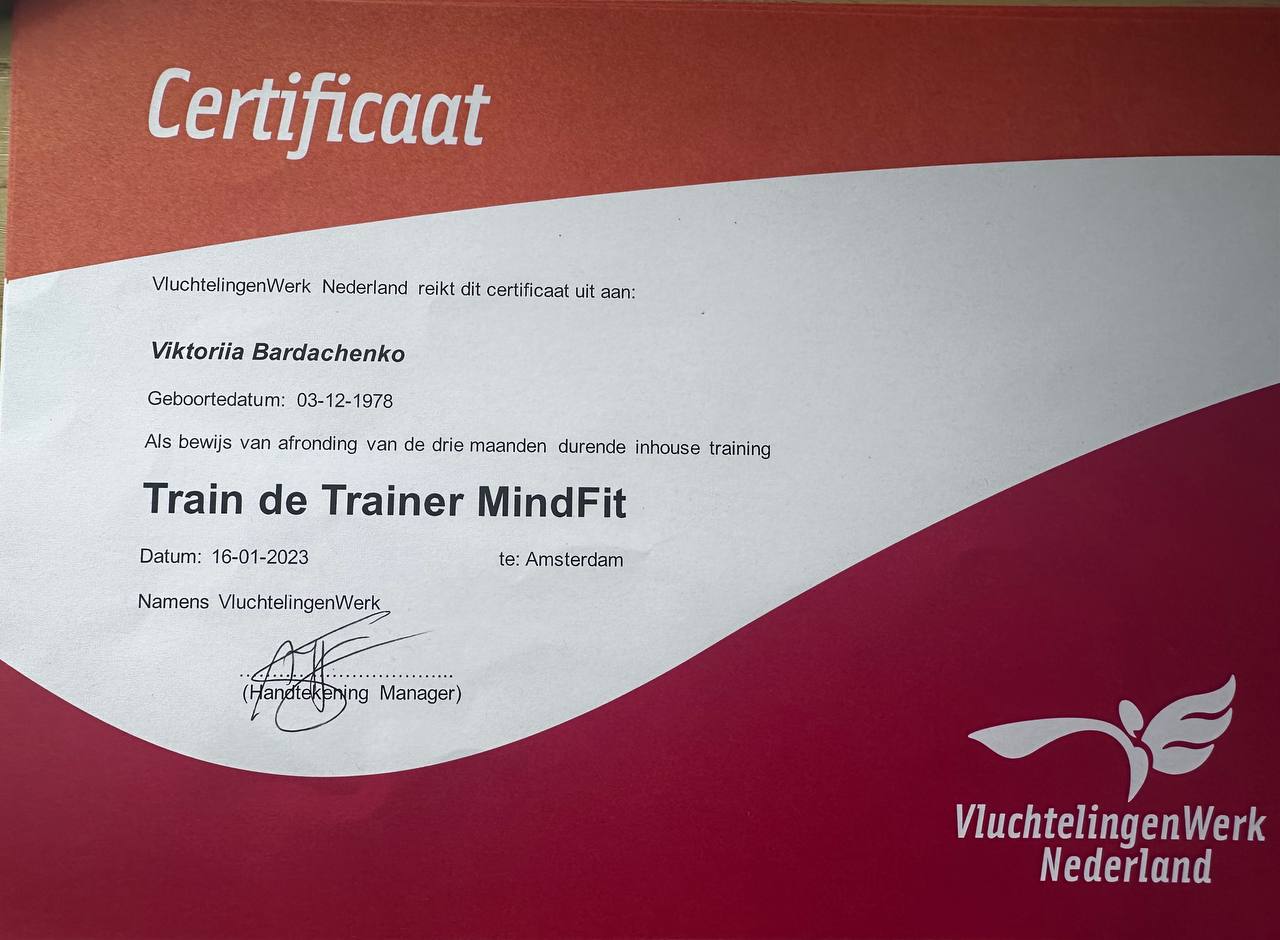 Certificaat
VluchtelingenWerk Nederland reikt dit certificaat uit aan:
Viktoriia Bardachenko
Geboortedatum: 03-12-1978
Als bewijs van afronding van de drie maanden durende inhouse training
Train de Trainer MindFit
Datum: 16-01-2023 te: Amsterdam
Namens VluchtelingenWerk
(Handtekening Manager)
VluchtelingenWerk
Nederland